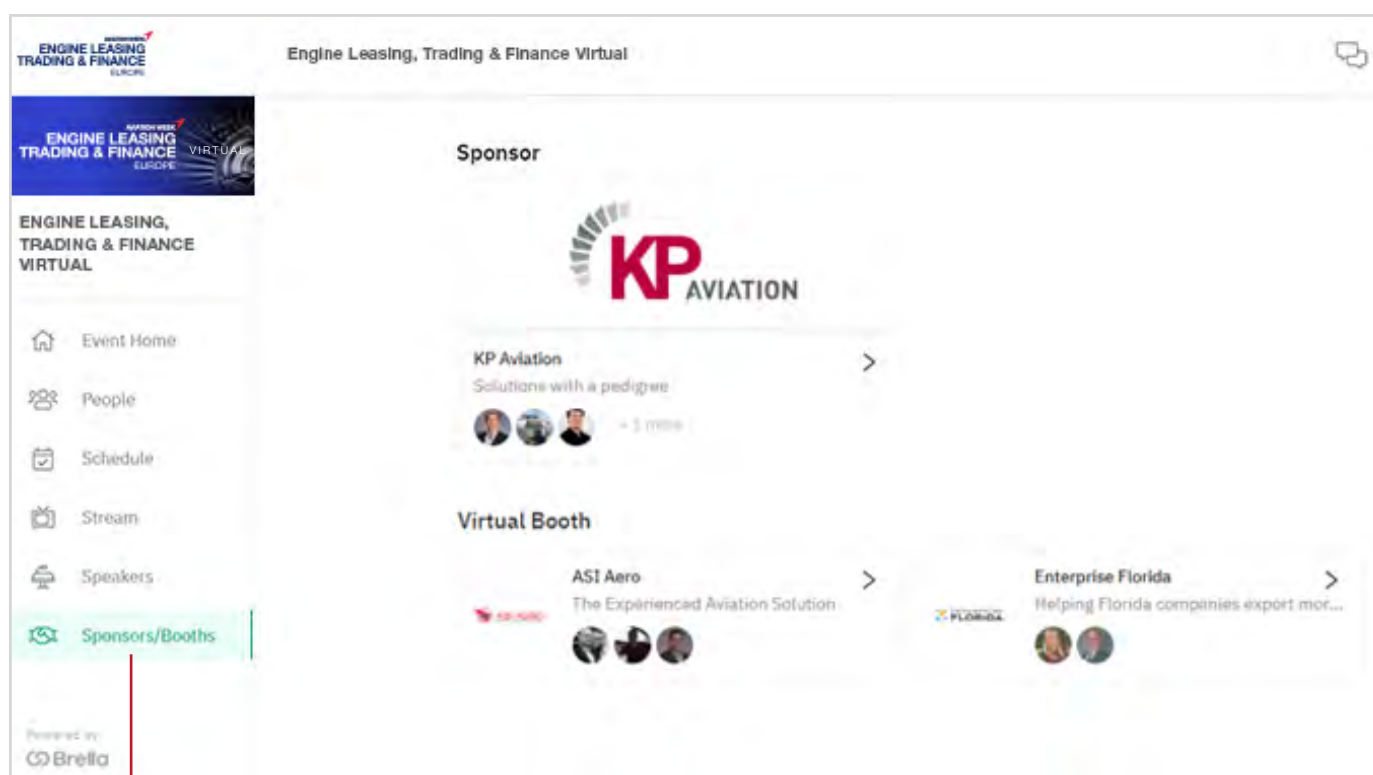 ENGINE LEASING
TRADING & FINANCE
EUROPE
Engine Leasing, Trading & Finance Virtual
AVIATION WEEK
ENGINE LEASING
TRADING & FINANCE
EUROPE
VIRTUAL
ENGINE LEASING,
TRADING & FINANCE
VIRTUAL
Event Home
People
Schedule
Stream
Speakers
Sponsors/Booths
Powered by
Brella
Sponsor
KP
AVIATION
KP Aviation
Solutions with a pedigree
+ 1 more
Virtual Booth
ASI Aero
The Experienced Aviation Solution
Enterprise Florida
Helping Florida companies export mor...
FLORIDA